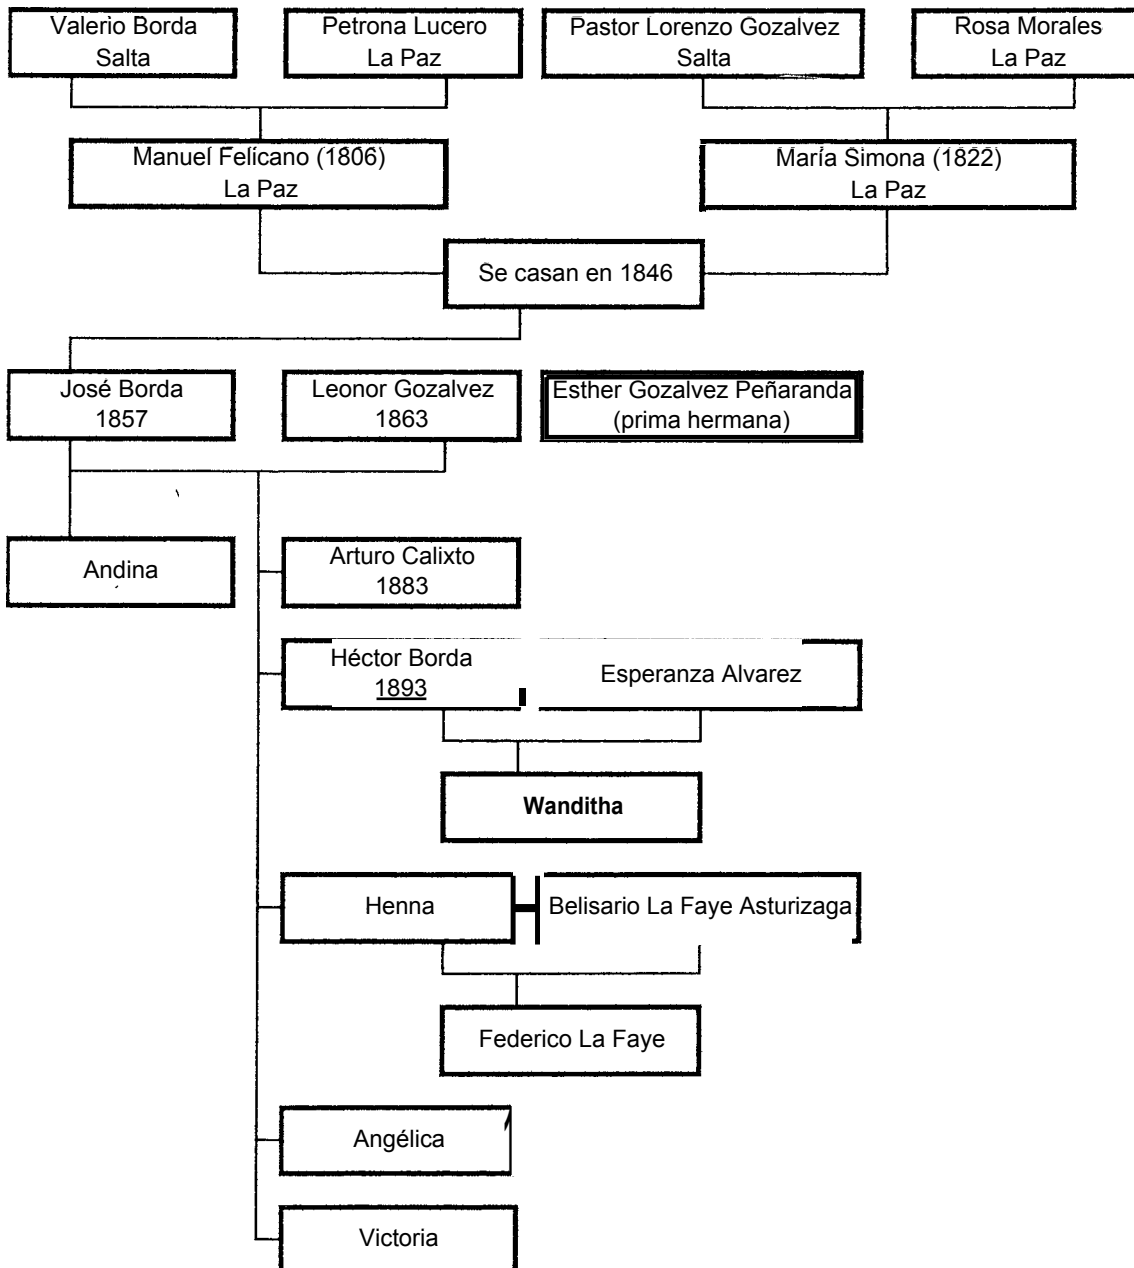 Valerio Borda
Salta
Petrona Lucero
La Paz
Pastor Lorenzo Gozalvez
Salta
Rosa Morales
La Paz
Manuel Felicano (1806)
La Paz
María Simona (1822)
La Paz
Se casan en 1846
José Borda
1857
Leonor Gozalvez
1863
Esther Gozalvez Peñaranda
(prima hermana)
Andina
Arturo Calixto
1883
Héctor Borda
1893
Esperanza Alvarez
Wanditha
Henna
Belisario La Faye Asturizaga
Federico La Faye
Angélica
Victoria